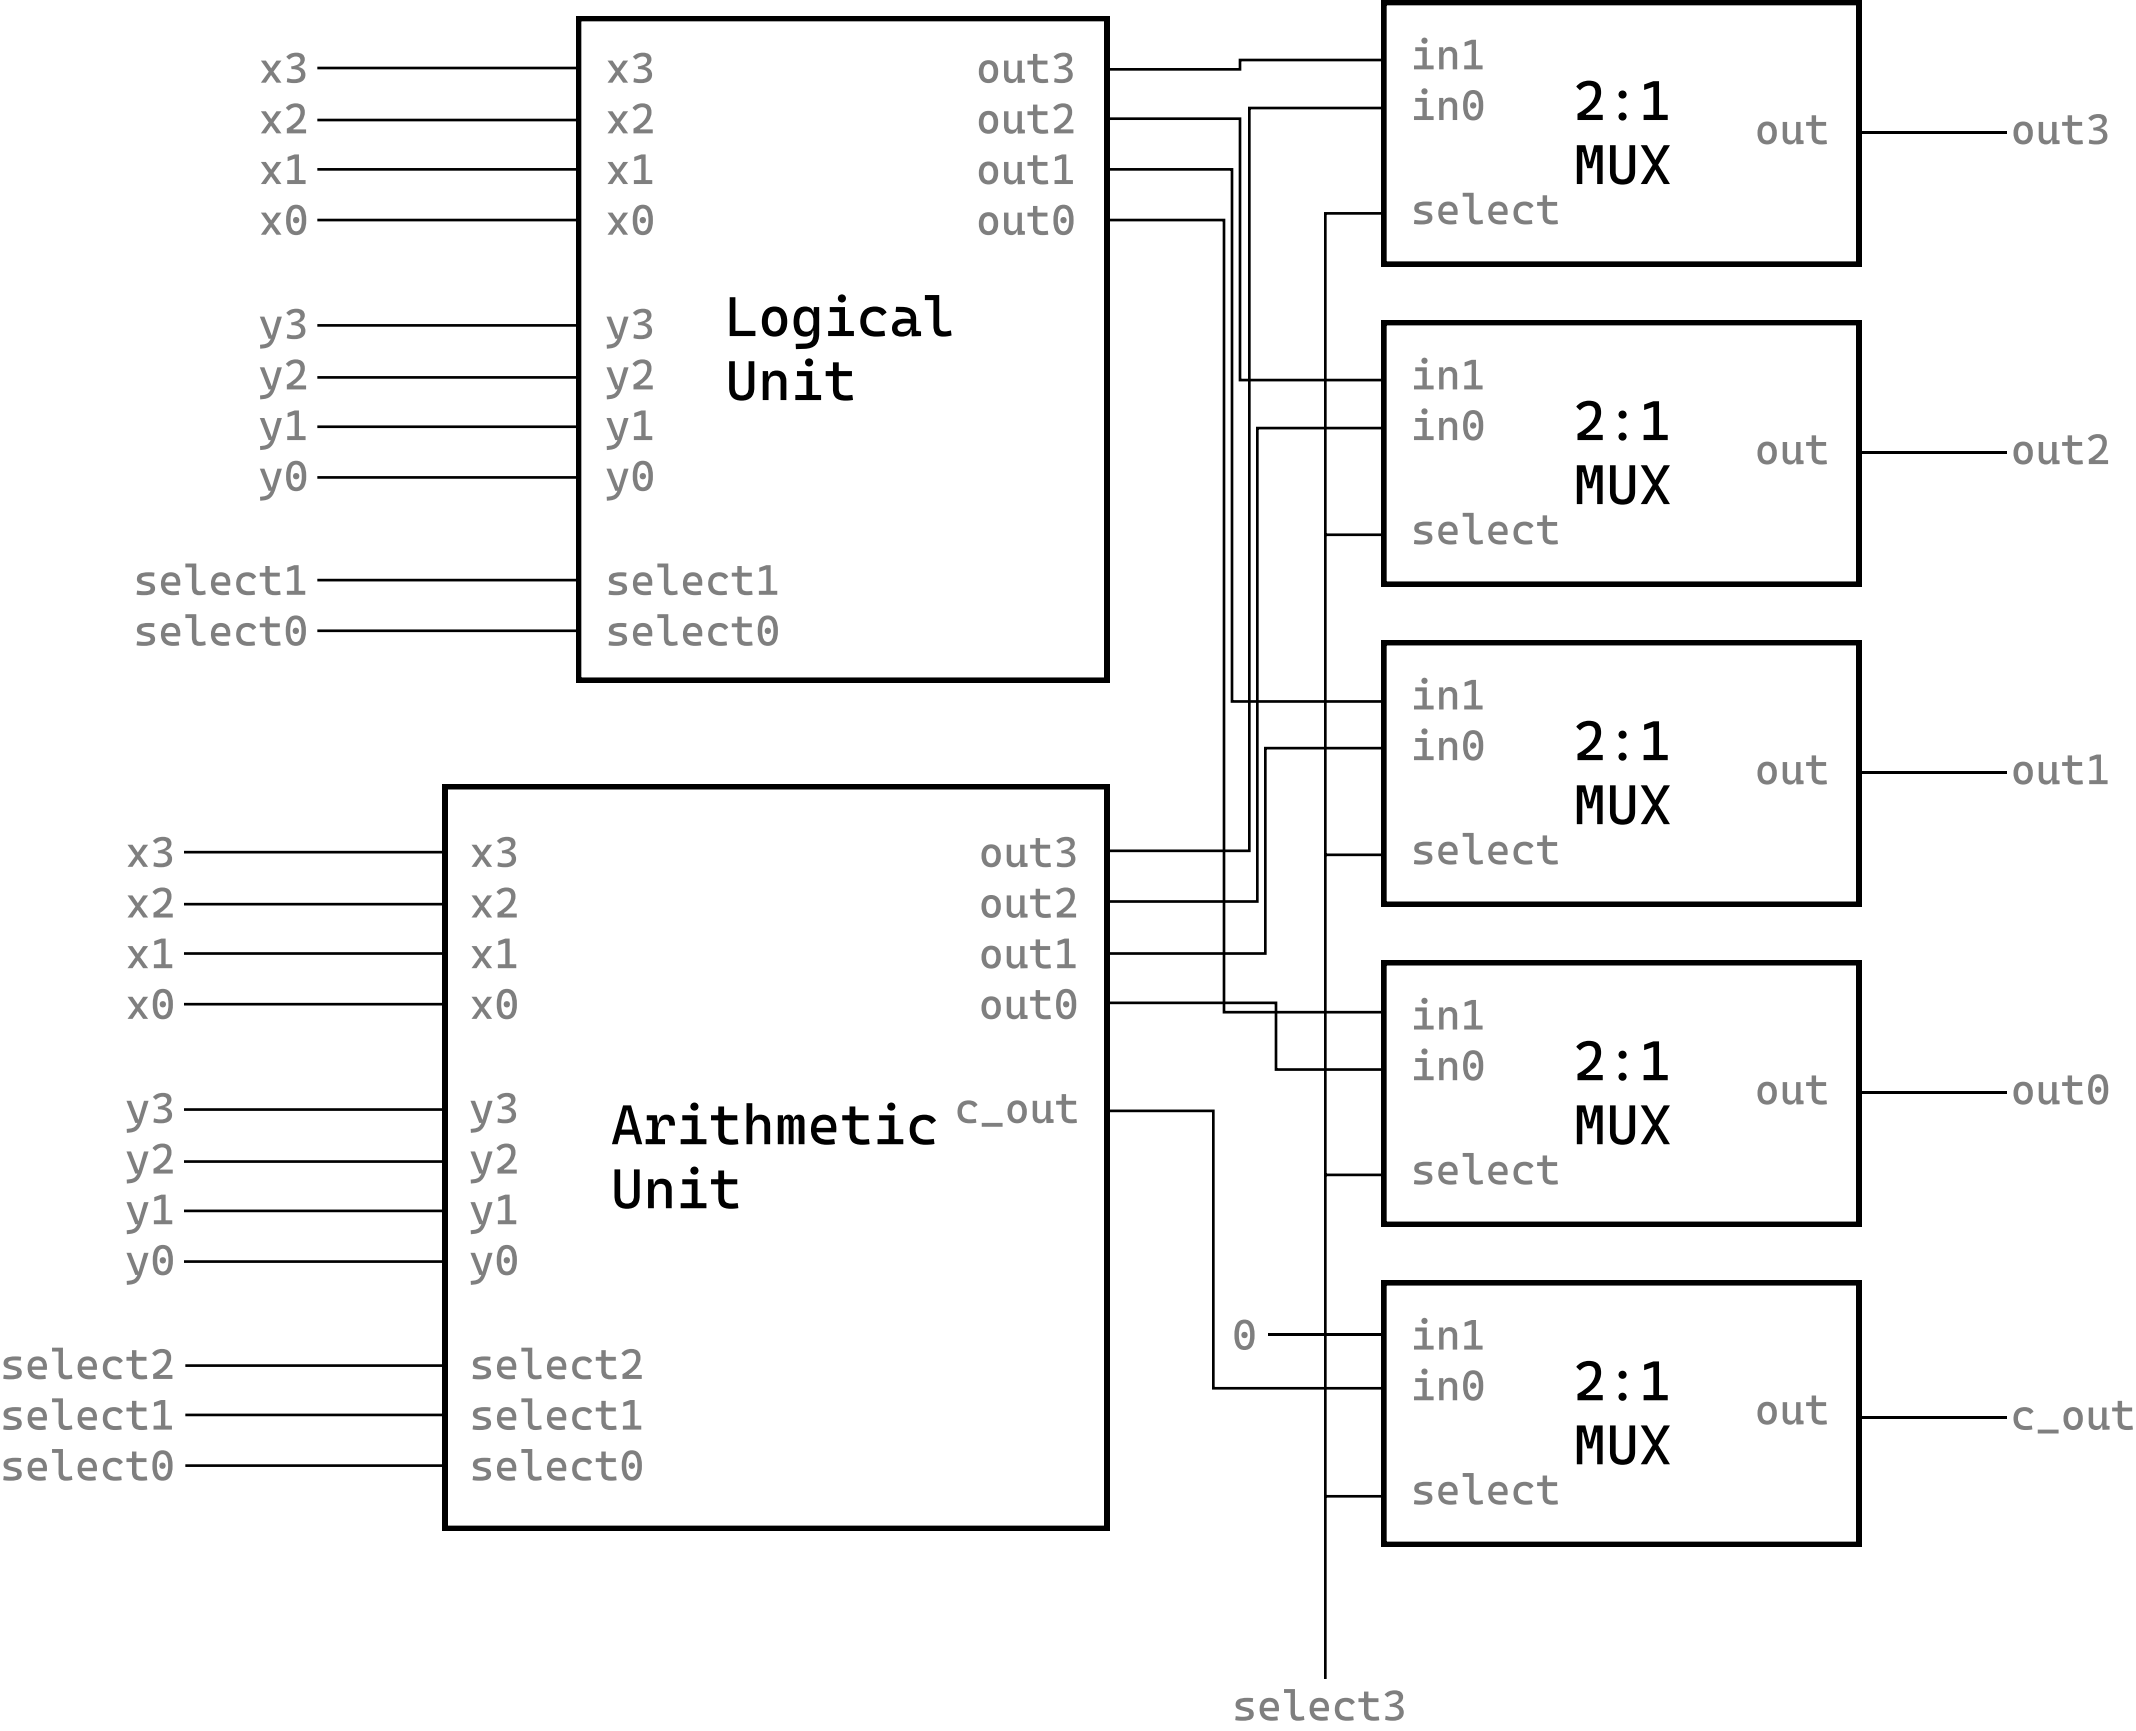 x3
x2
x1
x0
y3
y2
y1
y0
select1
select0
x3
x2
x1
x0
y3
y2
y1
y0
select1
select0
Logical
Unit
out3
out2
out1
out0
x3
x2
x1
x0
y3
y2
y1
y0
select2
select1
select0
x3
x2
x1
x0
y3
y2
y1
y0
select2
select1
select0
Arithmetic
Unit
out3
out2
out1
out0
c_out
in1
in0
select
2:1
MUX
out
out3
in1
in0
select
2:1
MUX
out
out2
in1
in0
select
2:1
MUX
out
out1
in1
in0
select
2:1
MUX
out
out0
0
in1
in0
select
2:1
MUX
out
c_out
select3